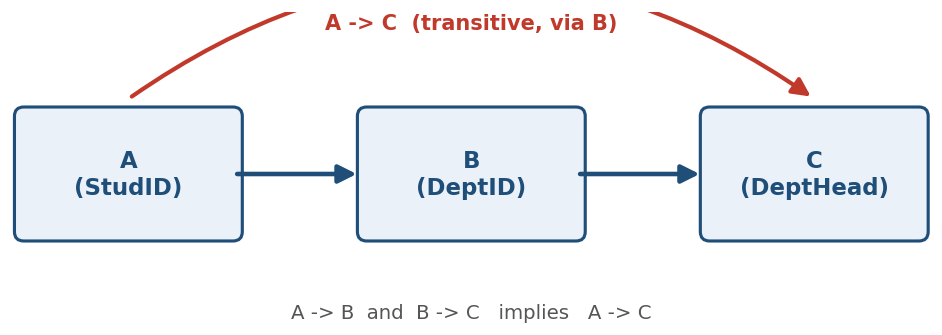 A -> C  (transitive, via B)
A
(StudID)
B
(DeptID)
C
(DeptHead)
A -> B  and  B -> C   implies   A -> C